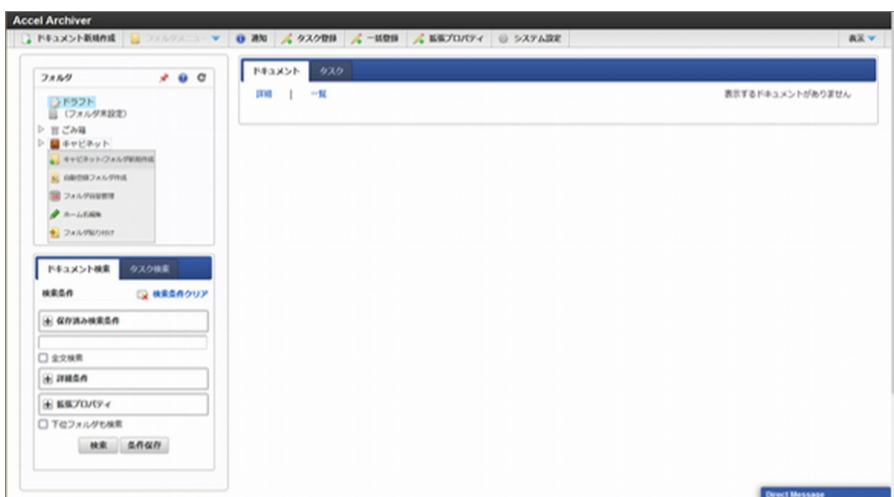 Accel Archiver
ドキュメント新規作成 フォルダメニュー 通知 タスク登録 一括登録 拡張プロパティ システム設定 表示
フォルダ
ドラフト
(フォルダ未設定)
ごみ箱
キャビネット
キャビネット/フォルダ新規作成
自動登録フォルダ作成
フォルダ容量管理
ホーム名編集
フォルダ貼り付け
ドキュメント タスク
詳細 | 一覧 表示するドキュメントがありません
ドキュメント検索 タスク検索
検索条件 検索条件クリア
保存済み検索条件
全文検索
詳細条件
拡張プロパティ
下位フォルダも検索
検索 条件保存
Direct Message